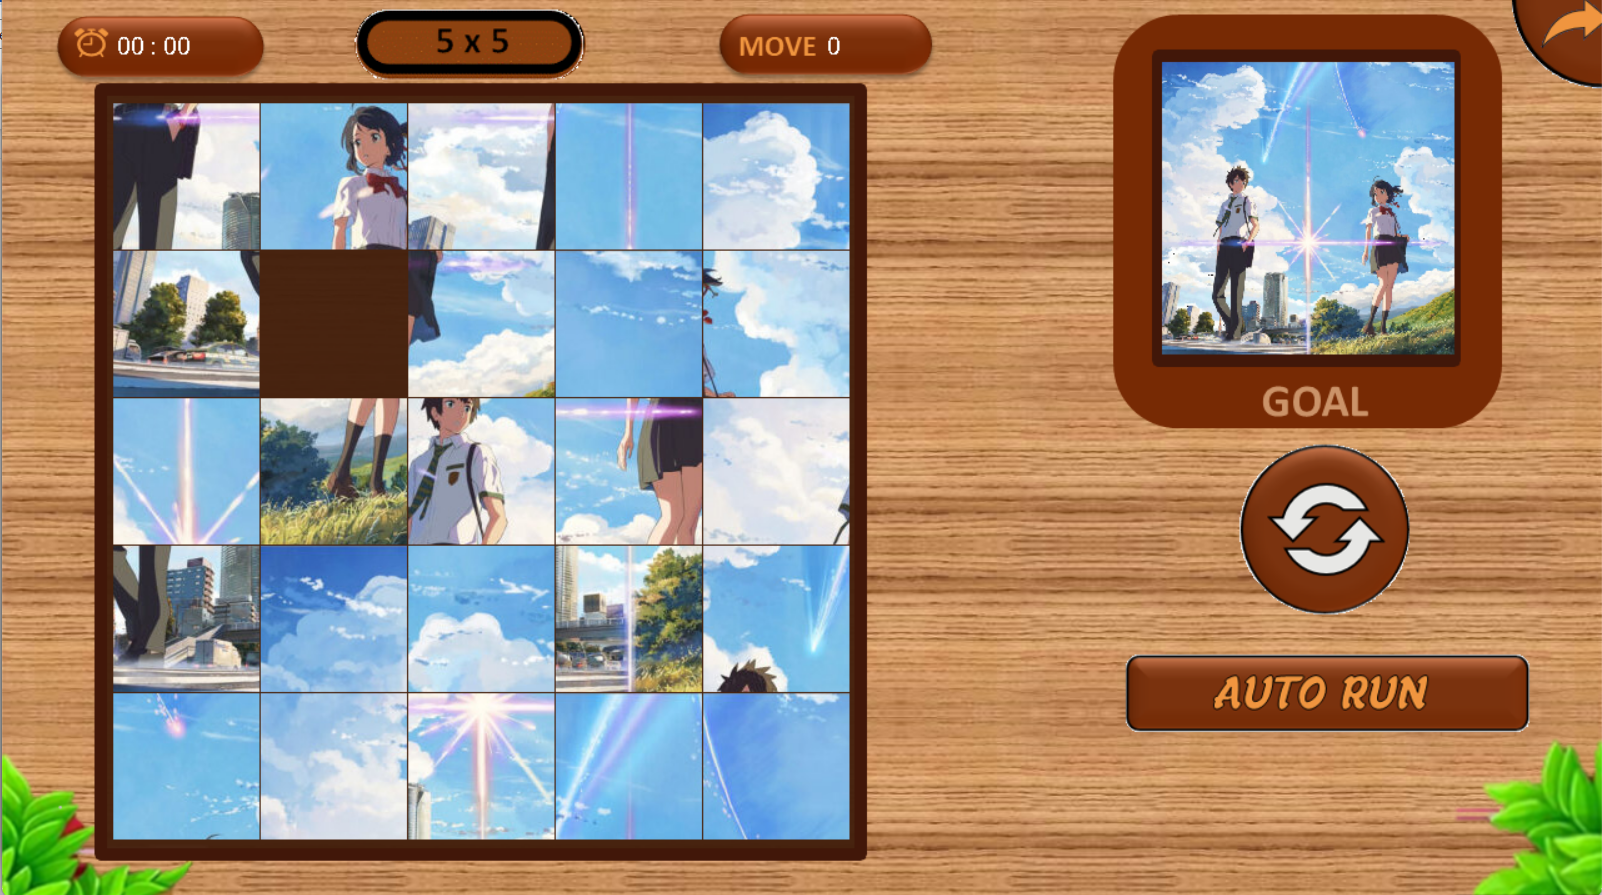 00 : 00
5 x 5
MOVE 0
GOAL
AUTO RUN